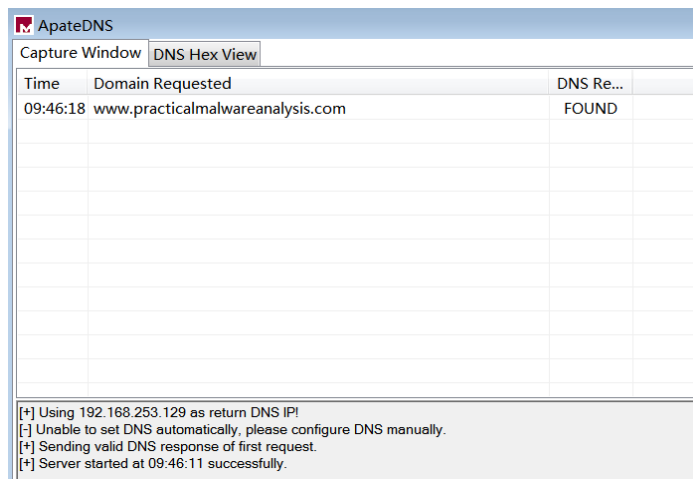 ApateDNS
Capture Window DNS Hex View
Time Domain Requested DNS Re...
09:46:18 www.practicalmalwareanalysis.com FOUND
[+] Using 192.168.253.129 as return DNS IP!
[-] Unable to set DNS automatically, please configure DNS manually.
[+] Sending valid DNS response of first request.
[+] Server started at 09:46:11 successfully.